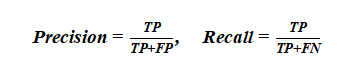 Precision = TP/TP+FP, Recall = TP/TP+FN